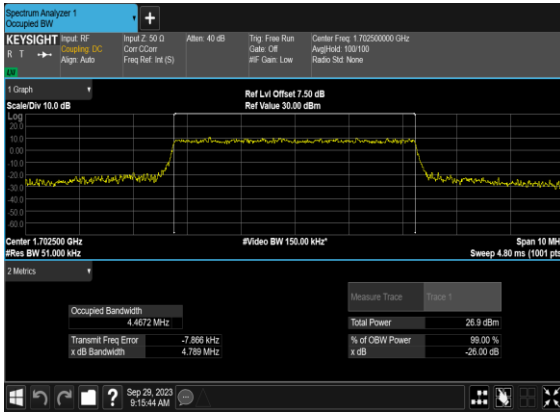 Spectrum Analyzer 1
Occupied BW
KEYSIGHT
R T
LW
Input: RF
Coupling: DC
Align: Auto
Input Z: 50 Ω
Corr CCorr
Freq Ref: Int (S)
Atten: 40 dB
Trig: Free Run
Gate: Off
#IF Gain: Low
Center Freq: 1.702500000 GHz
Avg|Hold: 100/100
Radio Std: None
1 Graph
Scale/Div 10.0 dB
Ref Lvl Offset 7.50 dB
Ref Value 30.00 dBm
Log
20.0
10.0
0.00
-10.0
-20.0
-30.0
-40.0
-50.0
-60.0
Center 1.702500 GHz
#Res BW 51.000 kHz
#Video BW 150.00 kHz*
Span 10 MH
Sweep 4.80 ms (1001 pts
2 Metrics
Measure Trace
Trace 1
Occupied Bandwidth
4.4672 MHz
Total Power
26.9 dBm
Transmit Freq Error
-7.866 kHz
% of OBW Power
99.00 %
x dB Bandwidth
4.789 MHz
x dB
-26.00 dB
?
Sep 29, 2023
9:15:44 AM